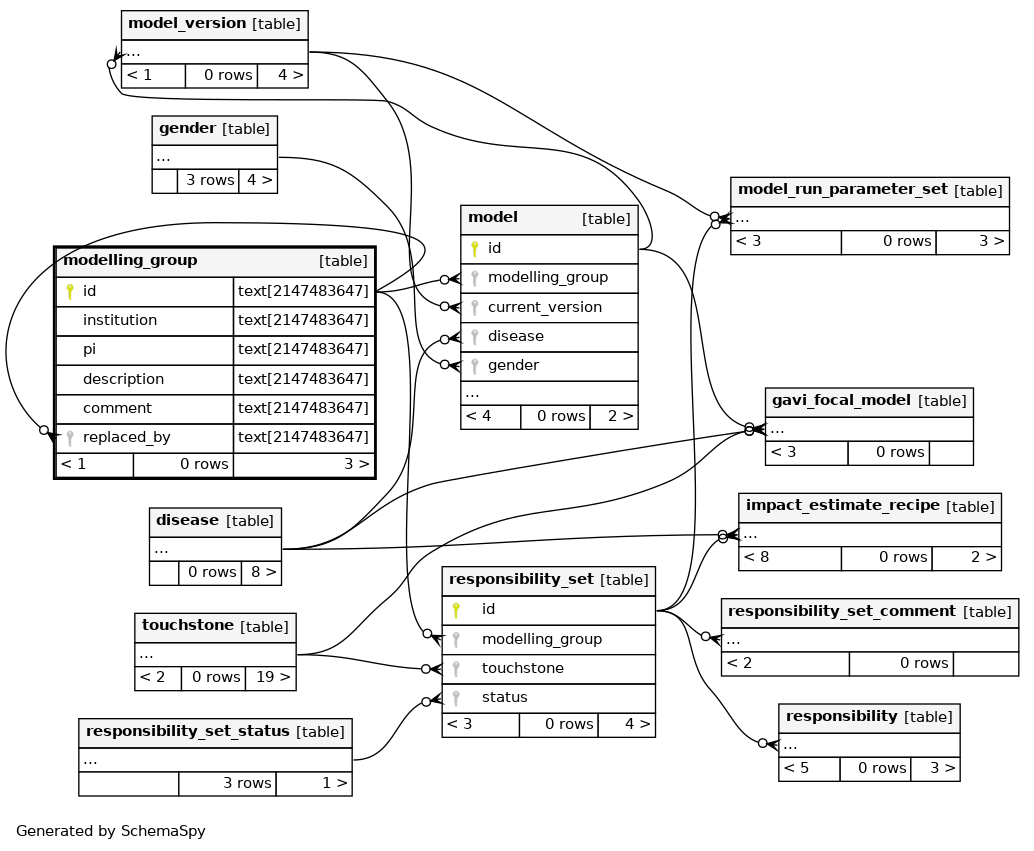 model_version [table]
...
< 1 0 rows 4 >
gender [table]
...
3 rows 4 >
modelling_group [table]
id text[2147483647]
institution text[2147483647]
pi text[2147483647]
description text[2147483647]
comment text[2147483647]
replaced_by text[2147483647]
< 1 0 rows 3 >
disease [table]
...
0 rows 8 >
touchstone [table]
...
< 2 0 rows 19 >
responsibility_set_status [table]
...
3 rows 1 >
model [table]
id
modelling_group
current_version
disease
gender
...
< 4 0 rows 2 >
responsibility_set [table]
id
modelling_group
touchstone
status
< 3 0 rows 4 >
model_run_parameter_set [table]
...
< 3 0 rows 3 >
gavi_focal_model [table]
...
< 3 0 rows
impact_estimate_recipe [table]
...
< 8 0 rows 2 >
responsibility_set_comment [table]
...
< 2 0 rows
responsibility [table]
...
< 5 0 rows 3 >
Generated by SchemaSpy